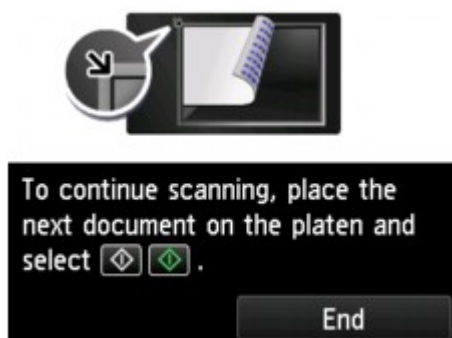 To continue scanning, place the
next document on the platen and
select .
End